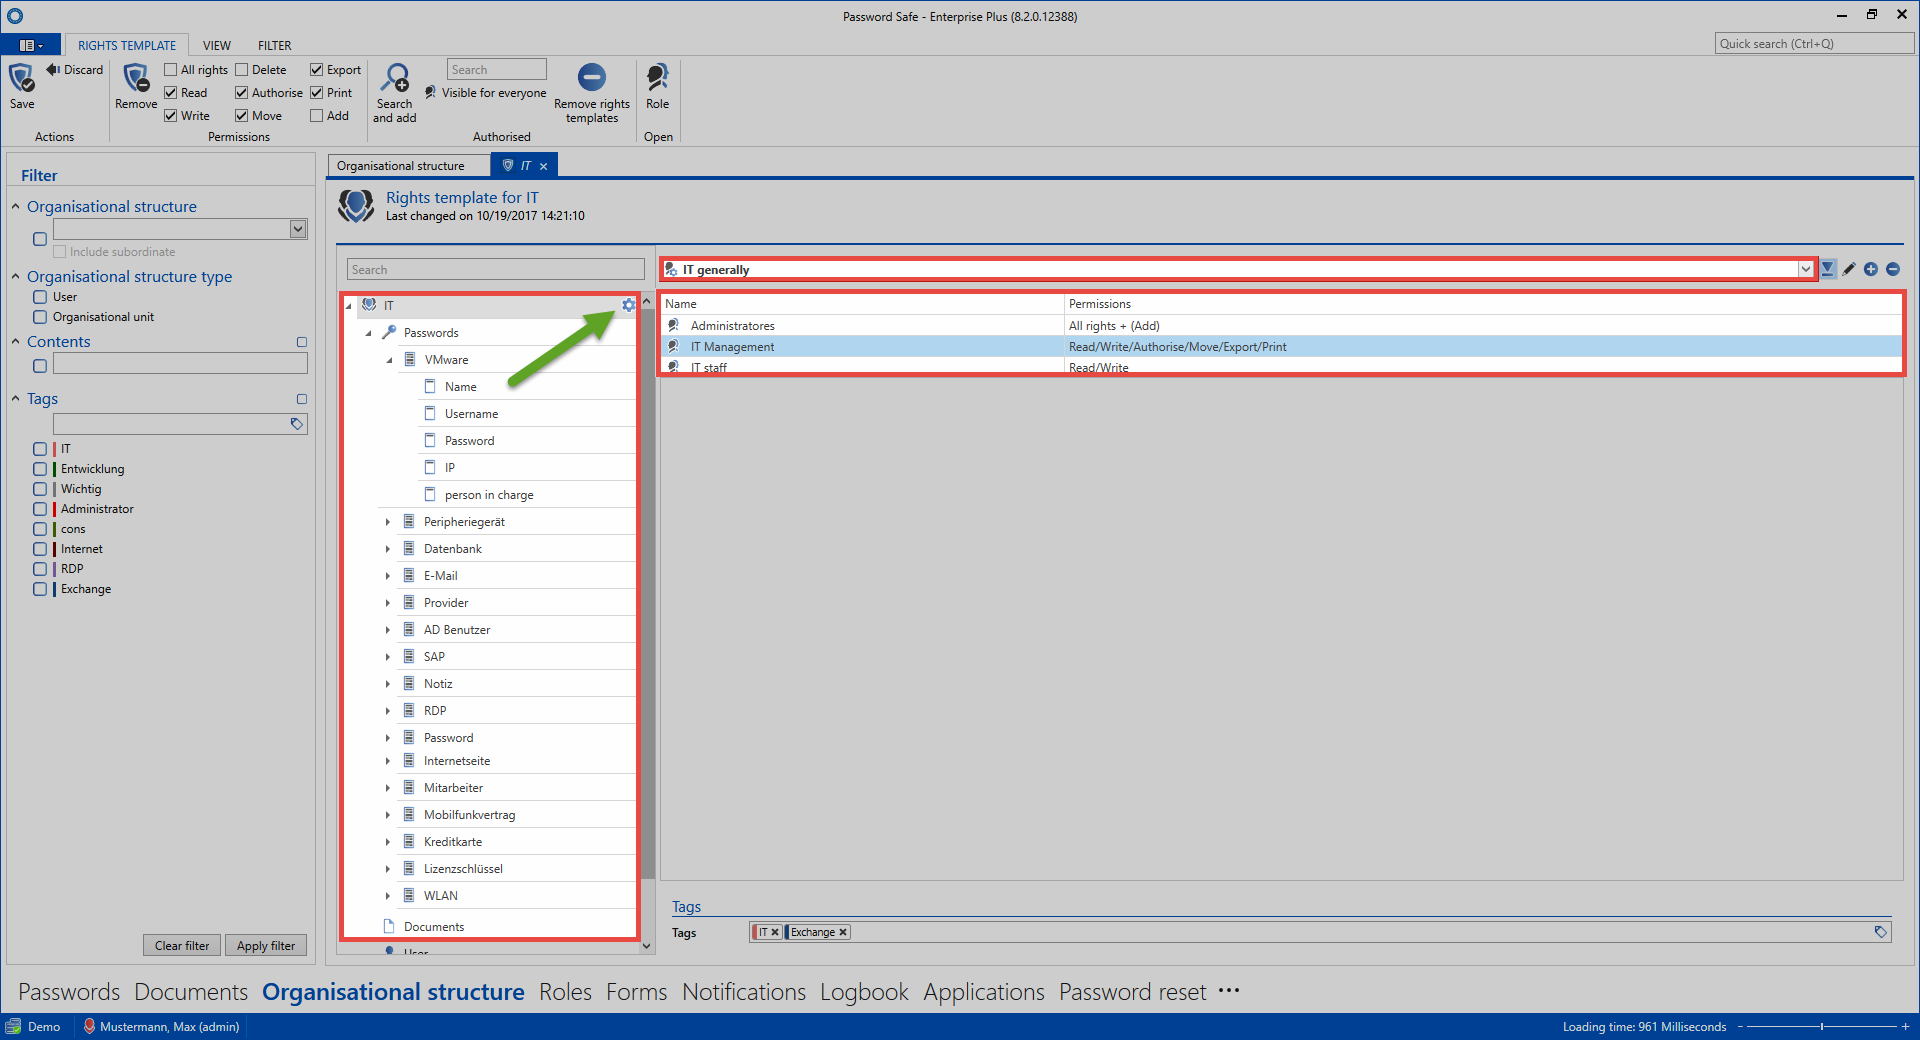 Password Safe - Enterprise Plus (8.2.0.12388)
RIGHTS TEMPLATE VIEW FILTER
Quick search (Ctrl+Q)
Save
Discard
Actions
Remove
All rights Delete Export
Read Authorise Print
Write Move Add
Permissions
Search and add
Search
Visible for everyone
Remove rights templates
Authorised
Role
Open
Filter
Organisational structure
Include subordinate
Organisational structure type
User
Organisational unit
Contents
Tags
IT
Entwicklung
Wichtig
Administrator
cons
Internet
RDP
Exchange
Clear filter Apply filter
Organisational structure IT
Rights template for IT
Last changed on 10/19/2017 14:21:10
Search
IT
Passwords
VMware
Name
Username
Password
IP
person in charge
Peripheriegerät
Datenbank
E-Mail
Provider
AD Benutzer
SAP
Notiz
RDP
Password
Internetseite
Mitarbeiter
Mobilfunkvertrag
Kreditkarte
Lizenzschlüssel
WLAN
Documents
User
IT generally
Name Permissions
Administratores All rights + (Add)
IT Management Read/Write/Authorise/Move/Export/Print
IT staff Read/Write
Tags
Tags IT Exchange
Passwords Documents Organisational structure Roles Forms Notifications Logbook Applications Password reset ...
Demo Mustermann, Max (admin) Loading time: 961 Milliseconds